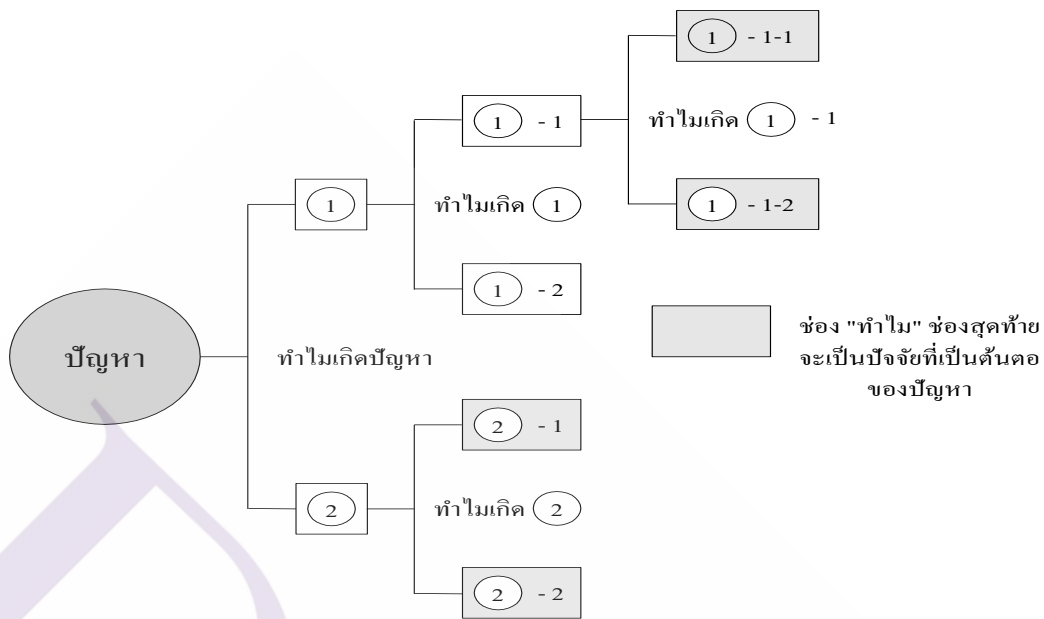 1 - 1-1
1 - 1
ทำไมเกิด 1 - 1
1
ทำไมเกิด 1
1 - 1-2
1 - 2
ปัญหา
ทำไมเกิดปัญหา
ช่อง "ทำไม" ช่องสุดท้าย
จะเป็นปัจจัยที่เป็นต้นตอ
ของปัญหา
2 - 1
2
ทำไมเกิด 2
2 - 2